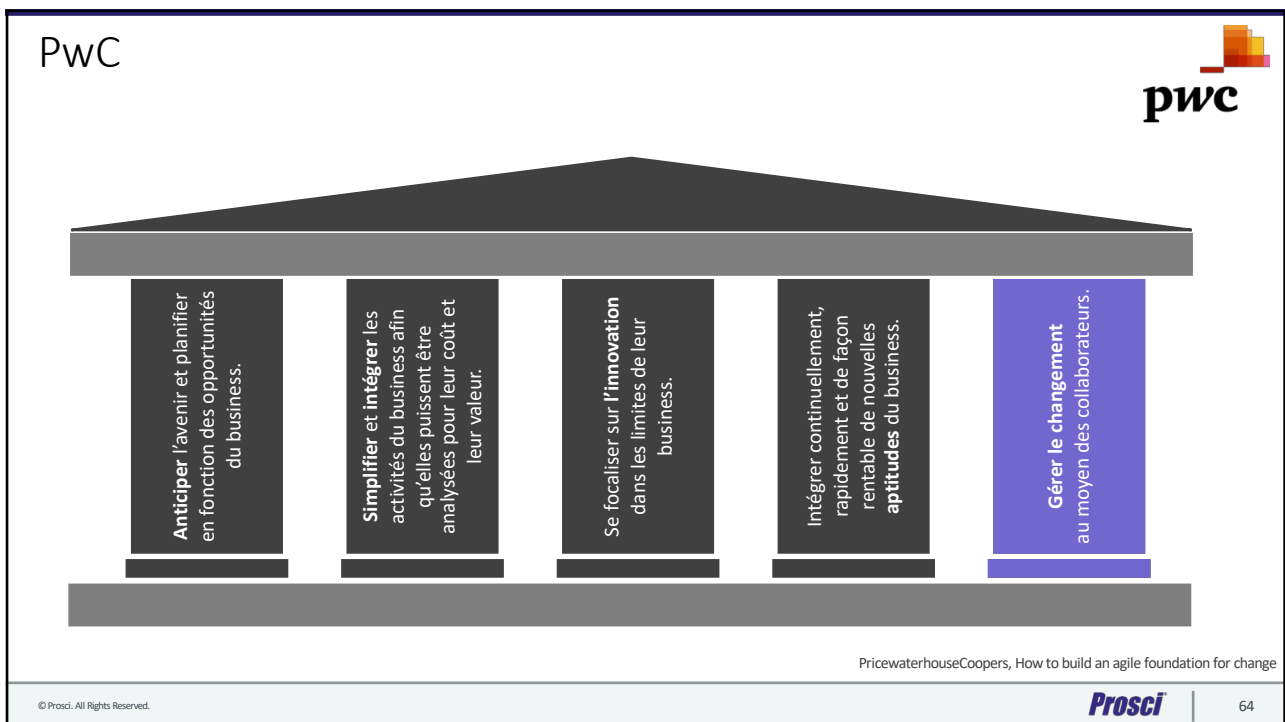 PwC
pwc
Anticiper l'avenir et planifier
en fonction des opportunités
du business.
Simplifier et intégrer les
activités du business afin
qu'elles puissent être
analysées pour leur coût et
leur valeur.
Se focaliser sur l'innovation
dans les limites de leur
business.
Intégrer continuellement,
rapidement et de façon
rentable de nouvelles
aptitudes du business.
Gérer le changement
au moyen des collaborateurs.
PricewaterhouseCoopers, How to build an agile foundation for change
© Prosci. All Rights Reserved.
Prosci®
64